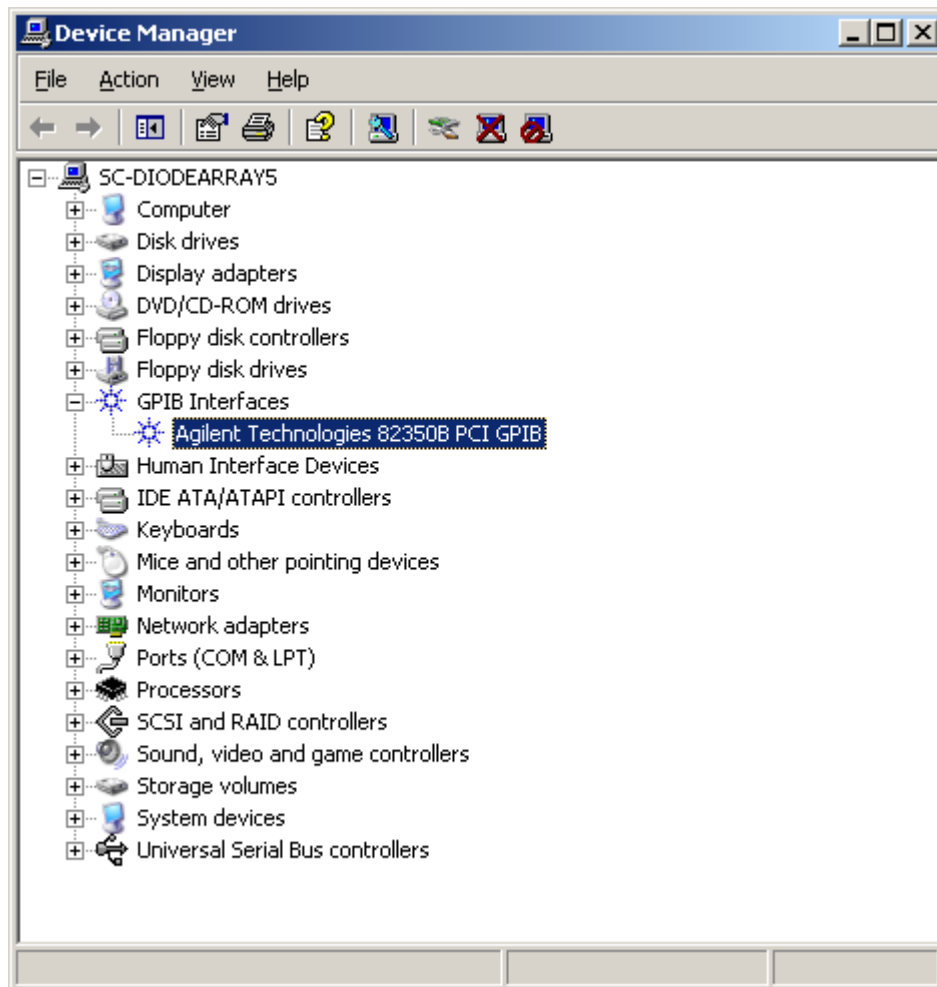 Device Manager
File Action View Help
SC-DIODEARRAY5
Computer
Disk drives
Display adapters
DVD/CD-ROM drives
Floppy disk controllers
Floppy disk drives
GPIB Interfaces
Agilent Technologies 82350B PCI GPIB
Human Interface Devices
IDE ATA/ATAPI controllers
Keyboards
Mice and other pointing devices
Monitors
Network adapters
Ports (COM & LPT)
Processors
SCSI and RAID controllers
Sound, video and game controllers
Storage volumes
System devices
Universal Serial Bus controllers